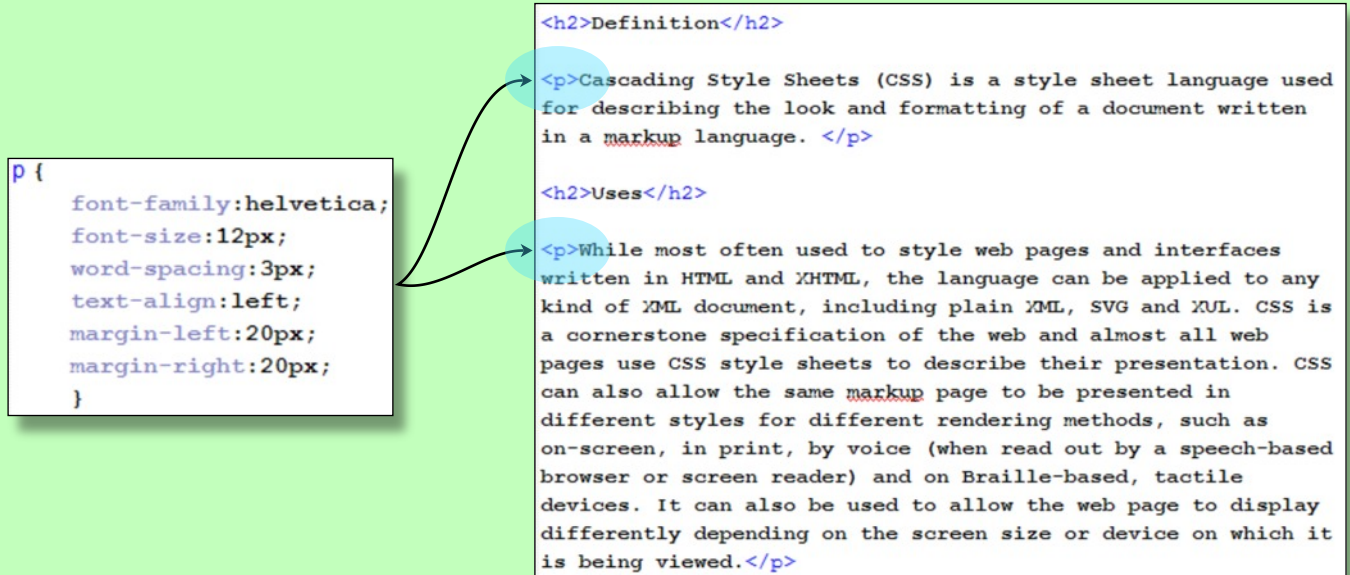 p {
font-family:helvetica;
font-size:12px;
word-spacing:3px;
text-align:left;
margin-left:20px;
margin-right:20px;
}
<h2>Definition</h2>
<p>Cascading Style Sheets (CSS) is a style sheet language used
for describing the look and formatting of a document written
in a markup language. </p>
<h2>Uses</h2>
<p>While most often used to style web pages and interfaces
written in HTML and XHTML, the language can be applied to any
kind of XML document, including plain XML, SVG and XUL. CSS is
a cornerstone specification of the web and almost all web
pages use CSS style sheets to describe their presentation. CSS
can also allow the same markup page to be presented in
different styles for different rendering methods, such as
on-screen, in print, by voice (when read out by a speech-based
browser or screen reader) and on Braille-based, tactile
devices. It can also be used to allow the web page to display
differently depending on the screen size or device on which it
is being viewed.</p>